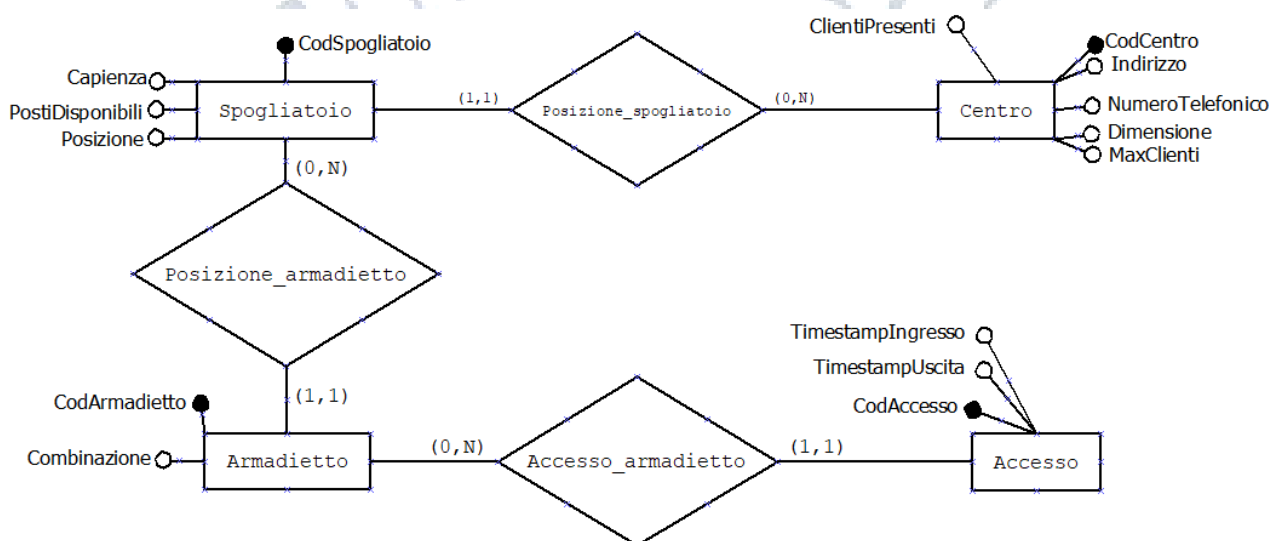 ClientiPresenti
CodSpogliatoio
CodCentro
Indirizzo
Capienza
PostiDisponibili
Posizione
Spogliatoio
(1,1)
Posizione_spogliatoio
(0,N)
Centro
NumeroTelefonico
Dimensione
MaxClienti
(0,N)
Posizione_armadietto
(1,1)
TimestampIngresso
TimestampUscita
CodAccesso
CodArmadietto
Combinazione
Armadietto
(0,N)
Accesso_armadietto
(1,1)
Accesso